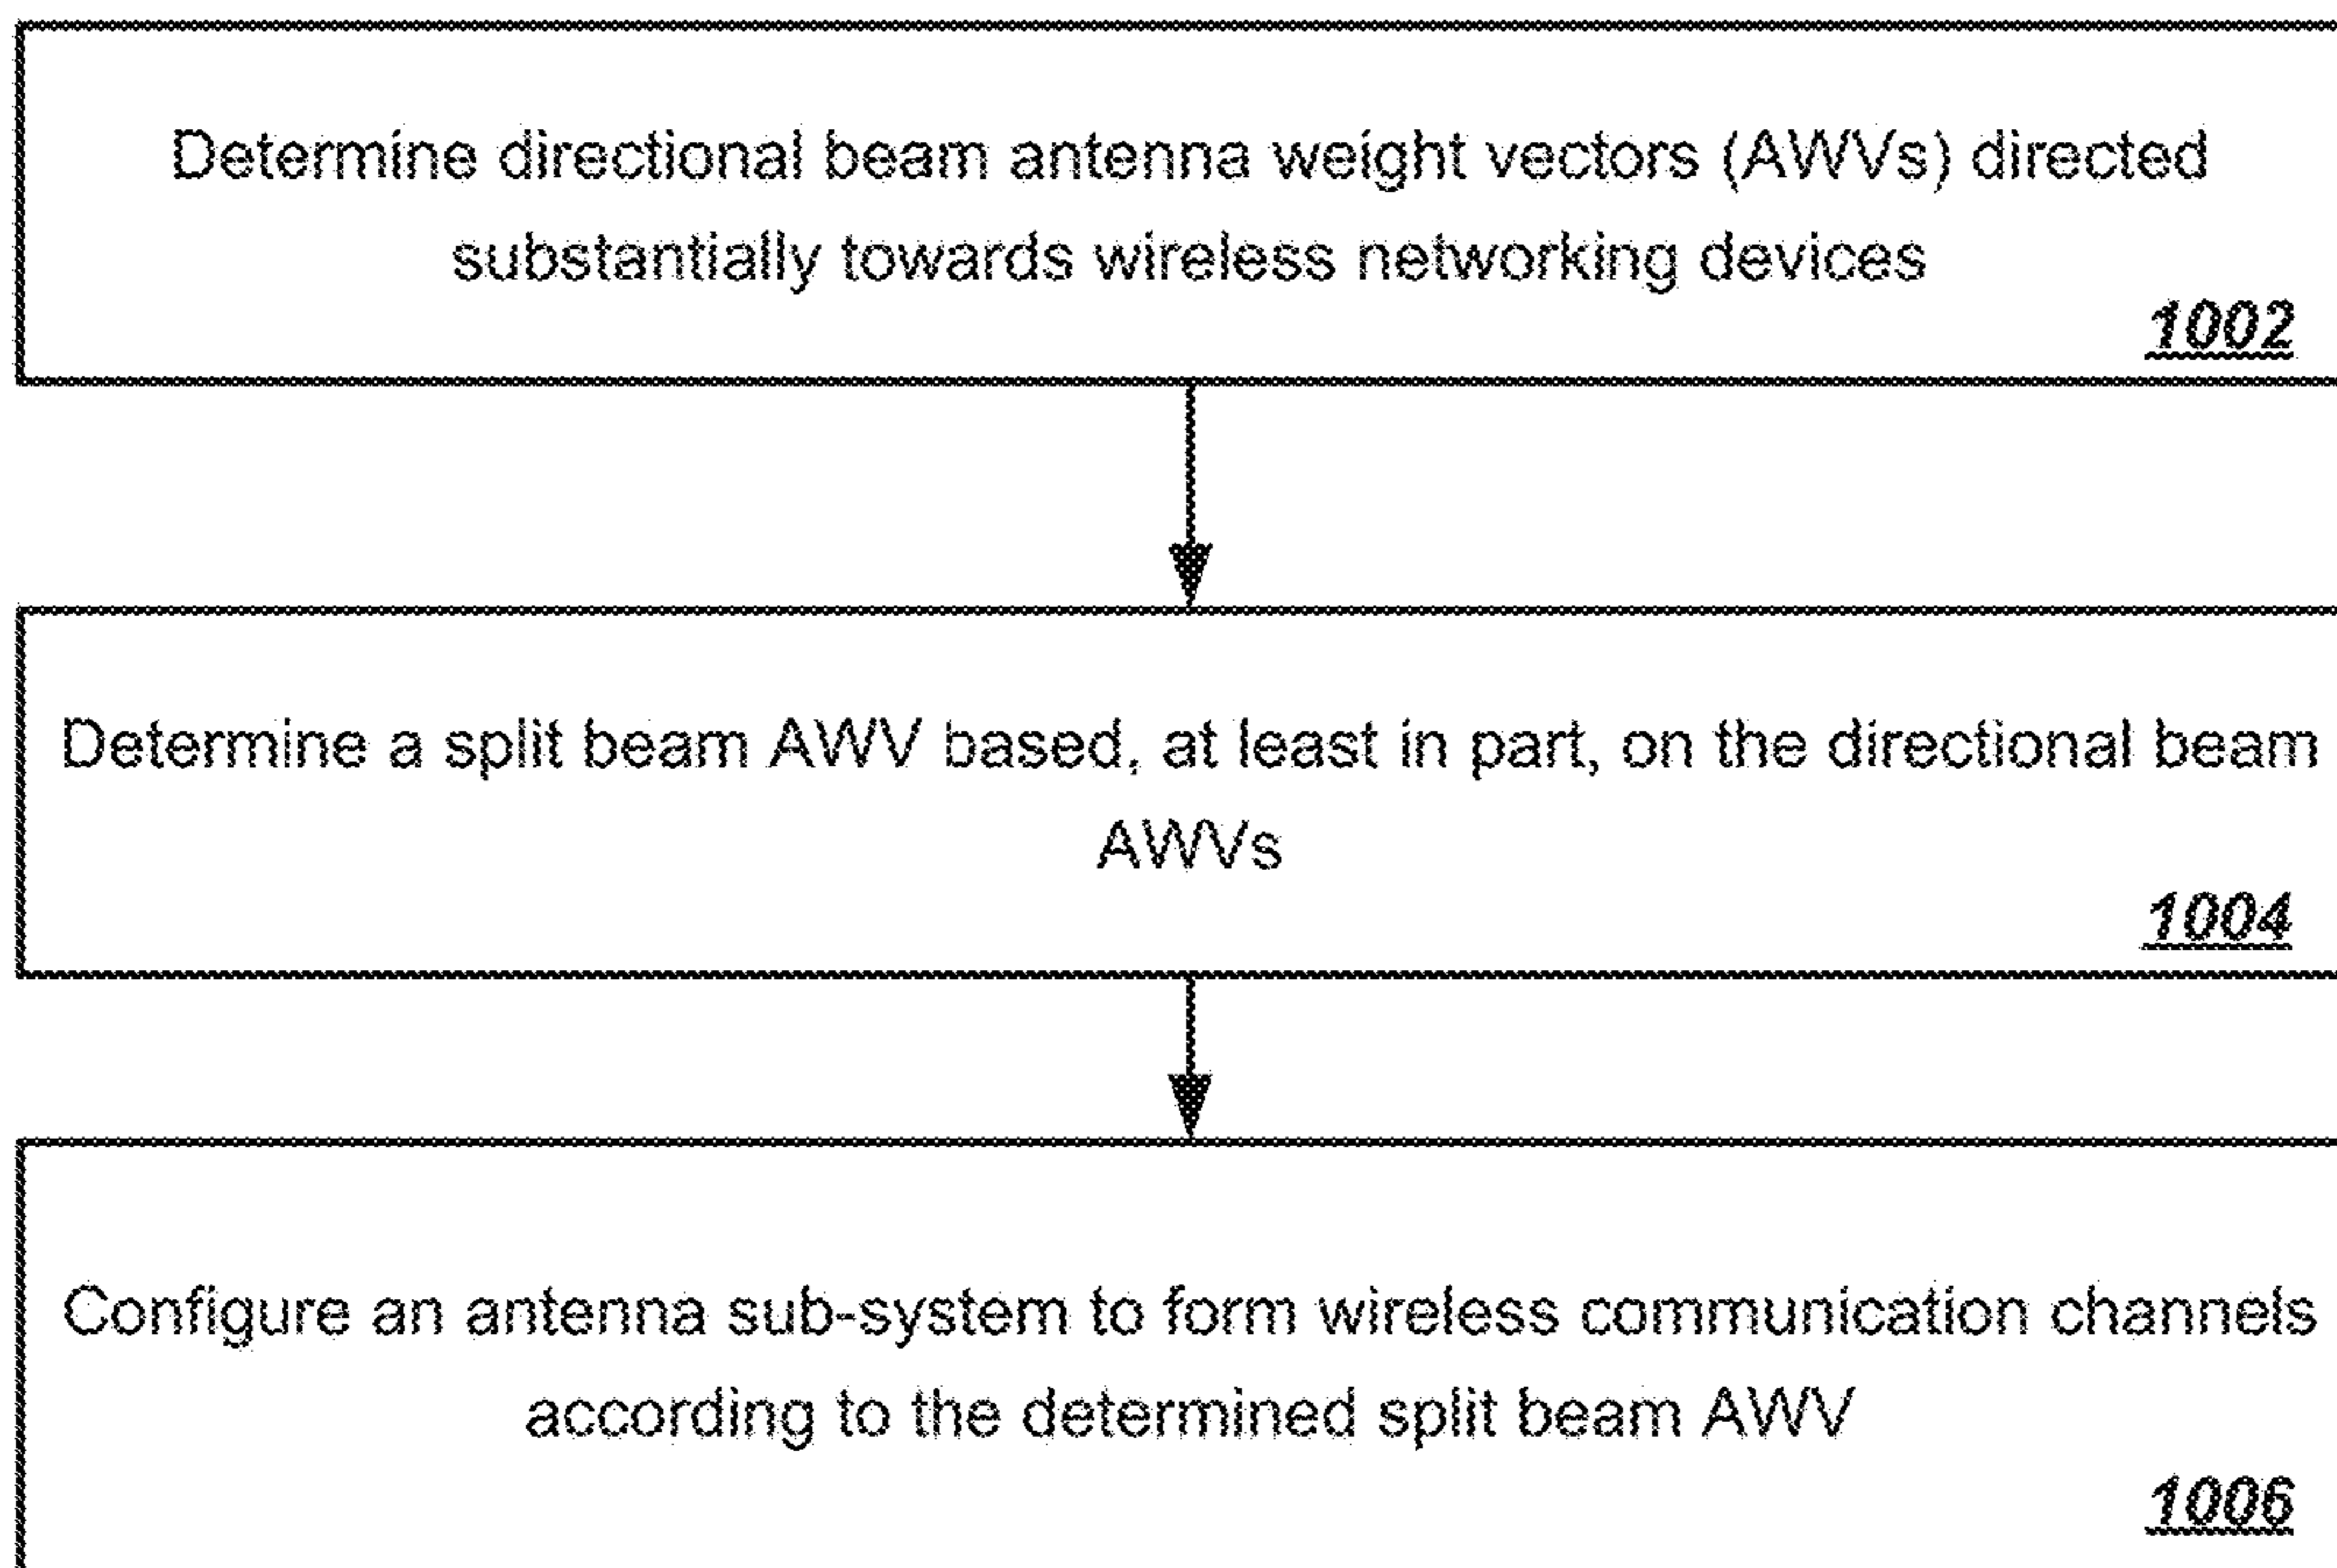 Determine directional beam antenna weight vectors (AWVs) directed
substantially towards wireless networking devices
1002
Determine a split beam AWV based, at least in part, on the directional beam
AWVs
1004
Configure an antenna sub-system to form wireless communication channels
according to the determined split beam AWV
1006